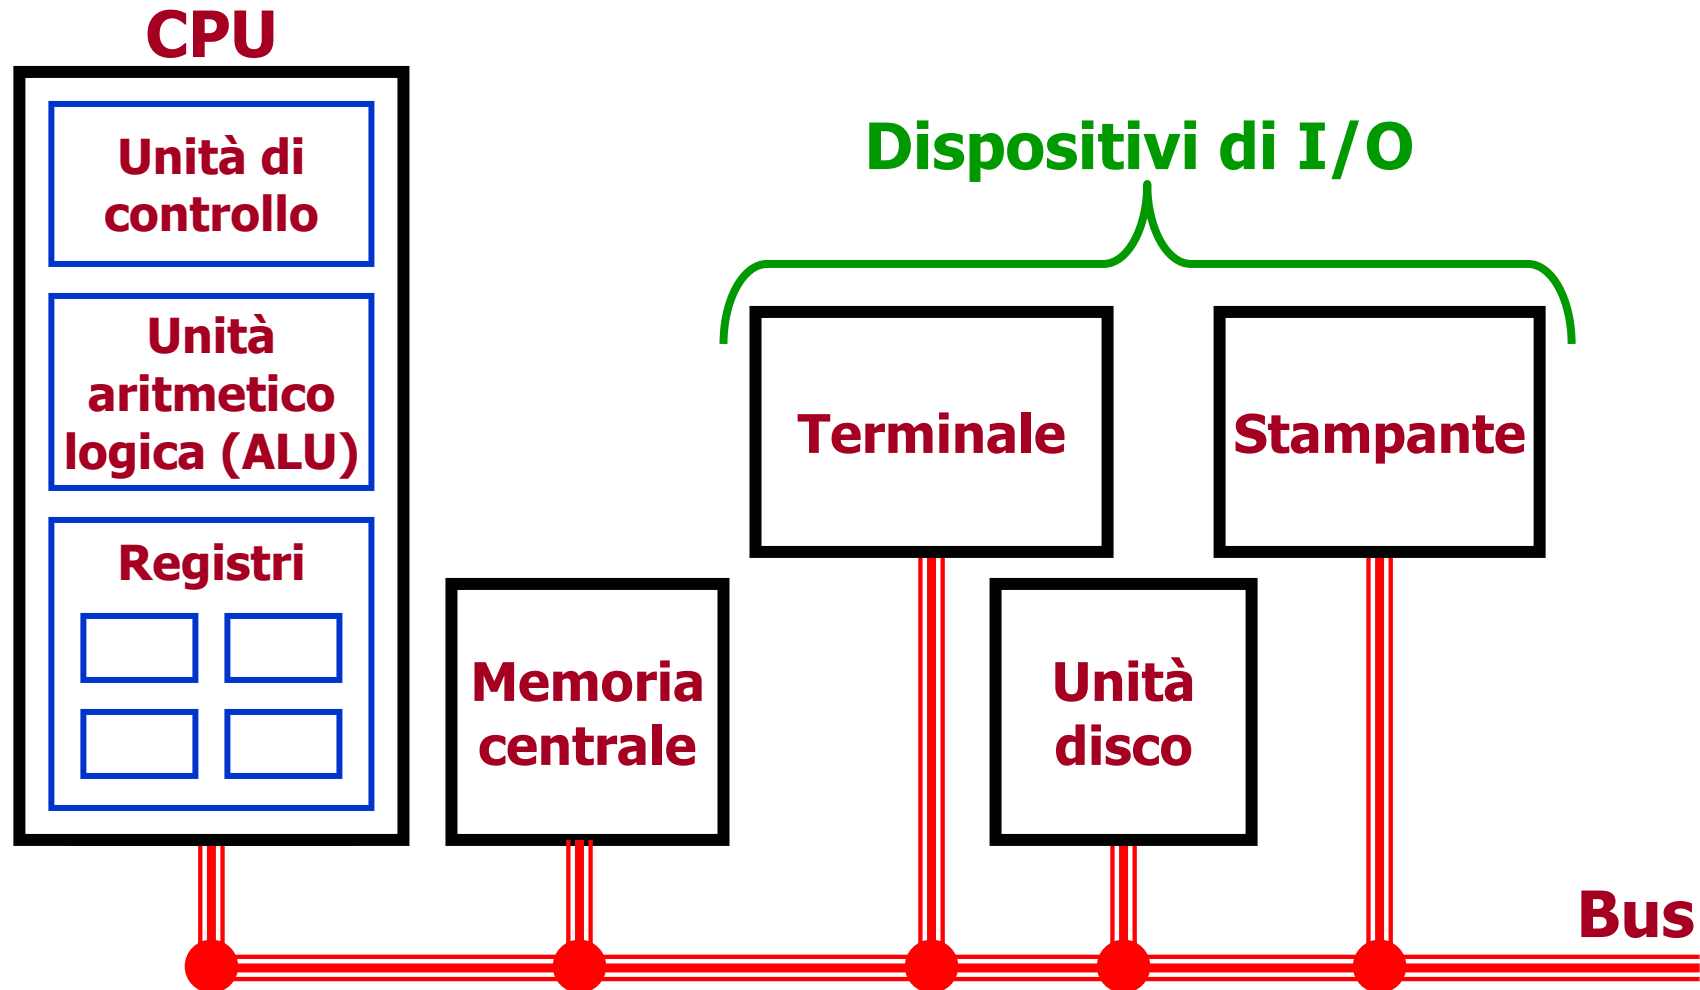 CPU
Unità di
controllo
Unità
aritmetico
logica (ALU)
Registri
Memoria
centrale
Dispositivi di I/O
Terminale
Stampante
Unità
disco
Bus